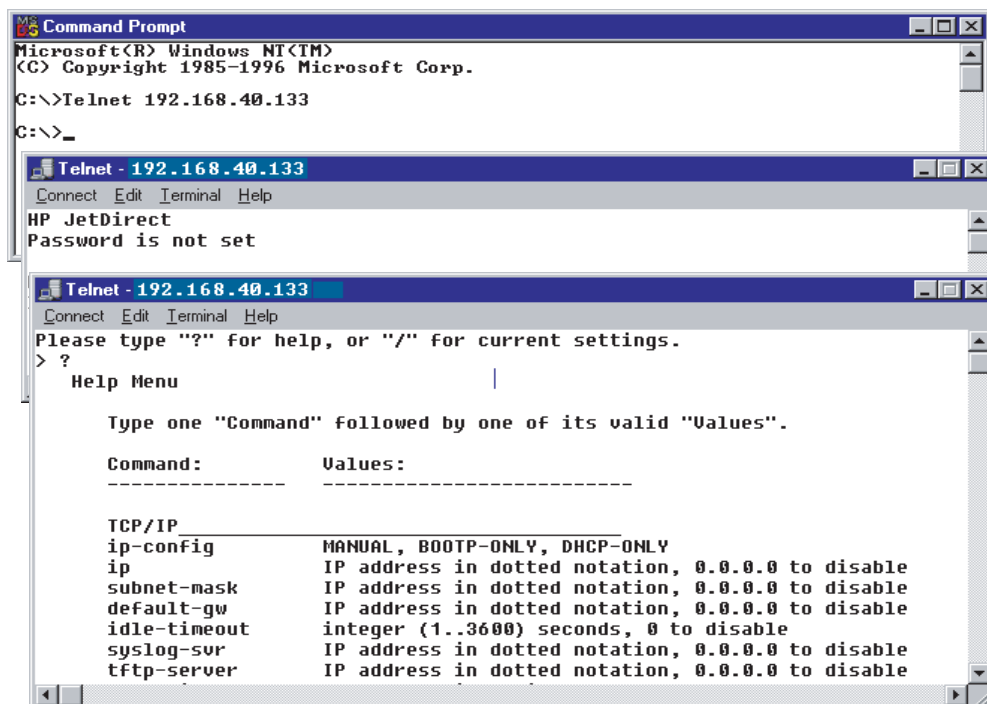 Command Prompt
Microsoft(R) Windows NT(TM)
(C) Copyright 1985-1996 Microsoft Corp.
C:\>Telnet 192.168.40.133
C:\>_
Telnet - 192.168.40.133
Connect Edit Terminal Help
HP JetDirect
Password is not set
Telnet - 192.168.40.133
Connect Edit Terminal Help
Please type "?" for help, or "/" for current settings.
> ?
Help Menu
Type one "Command" followed by one of its valid "Values".
Command: Values:
--------------- --------------------------
TCP/IP_____________________________________
ip-config MANUAL, BOOTP-ONLY, DHCP-ONLY
ip IP address in dotted notation, 0.0.0.0 to disable
subnet-mask IP address in dotted notation, 0.0.0.0 to disable
default-gw IP address in dotted notation, 0.0.0.0 to disable
idle-timeout integer (1..3600) seconds, 0 to disable
syslog-svr IP address in dotted notation, 0.0.0.0 to disable
tftp-server IP address in dotted notation, 0.0.0.0 to disable